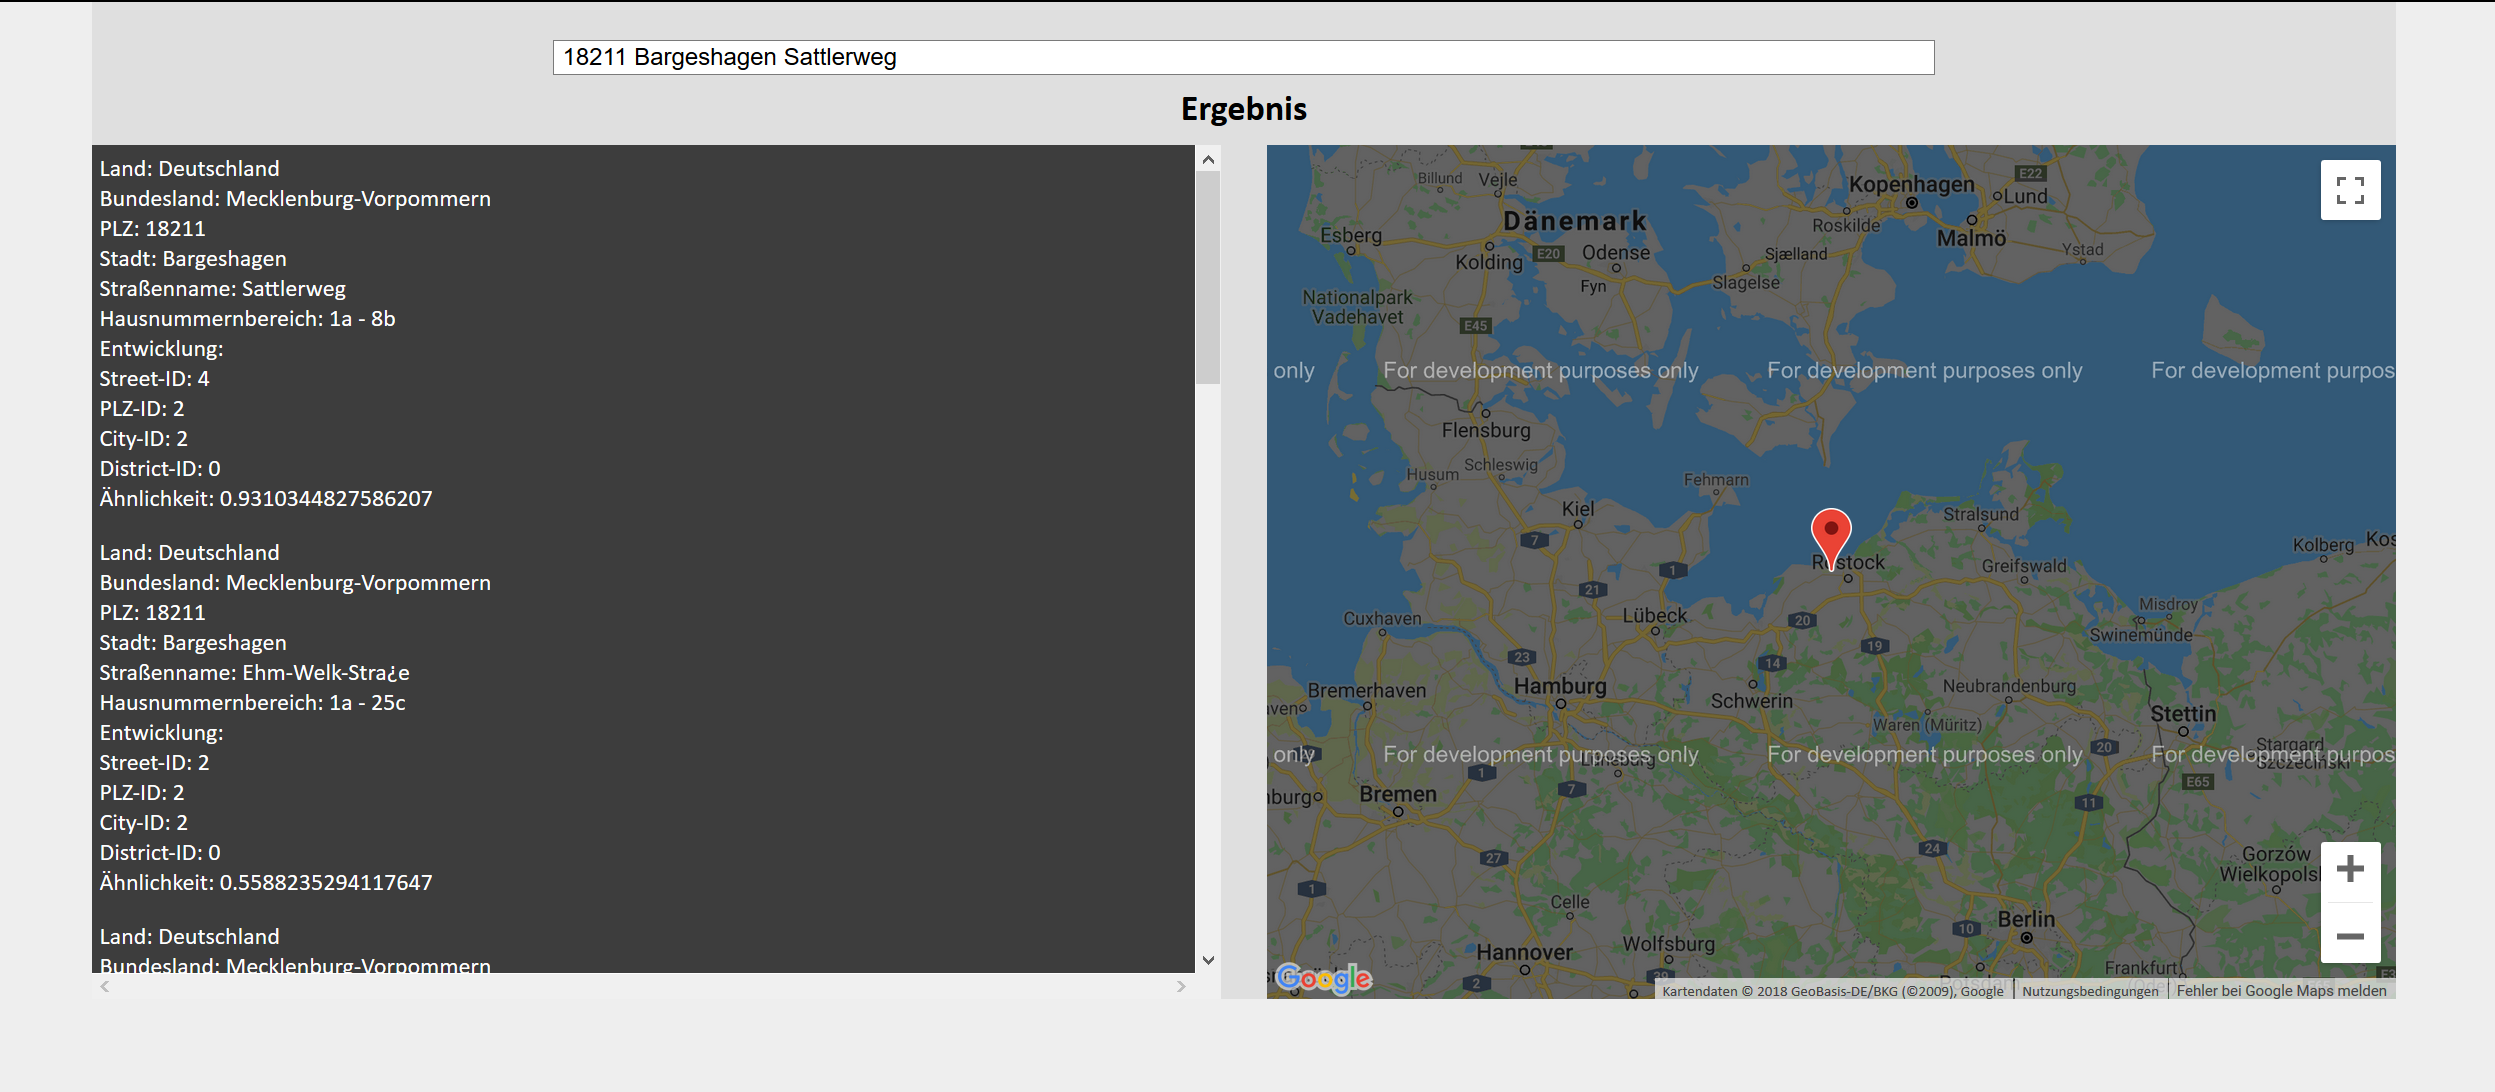 18211 Bargeshagen Sattlerweg
Ergebnis
Land: Deutschland
Bundesland: Mecklenburg-Vorpommern
PLZ: 18211
Stadt: Bargeshagen
Straßenname: Sattlerweg
Hausnummernbereich: 1a - 8b
Entwicklung:
Street-ID: 4
PLZ-ID: 2
City-ID: 2
District-ID: 0
Ähnlichkeit: 0.9310344827586207
Land: Deutschland
Bundesland: Mecklenburg-Vorpommern
PLZ: 18211
Stadt: Bargeshagen
Straßenname: Ehm-Welk-Stra¿e
Hausnummernbereich: 1a - 25c
Entwicklung:
Street-ID: 2
PLZ-ID: 2
City-ID: 2
District-ID: 0
Ähnlichkeit: 0.5588235294117647
Land: Deutschland
Bundesland: Mecklenburg-Vorpommern
Billund
Vejle
Kopenhagen
E22
Lund
Dänemark
Roskilde
Malmö
Esberg
Kolding
E20
Odense
Sjælland
Ystad
Fyn
Slagelse
Nationalpark
Vadehavet
E45
only
For development purposes only
For development purposes only
For development purpos
Flensburg
Husum
Schleswig
Fehmarn
Kiel
Stralsund
7
Rostock
Kolberg
Kos
1
Greifswald
21
Cuxhaven
Lübeck
20
Misdroy
Swinemünde
19
23
14
Bremerhaven
Hamburg
Schwerin
Neubrandenburg
aven
Waren (Müritz)
Stettin
only
For development purposes only
For development purposes only
20
For development purpos
Lüneburg
Stargard
Szczeciński
1
E65
nburg
Bremen
7
11
27
24
Gorzów
Wielkopolsl
1
Celle
Berlin
10
Hannover
Wolfsburg
39
2
Google
Potsdam
Frankfurt
(Oder)
E3
Kartendaten © 2018 GeoBasis-DE/BKG (©2009), Google
Nutzungsbedingungen
Fehler bei Google Maps melden